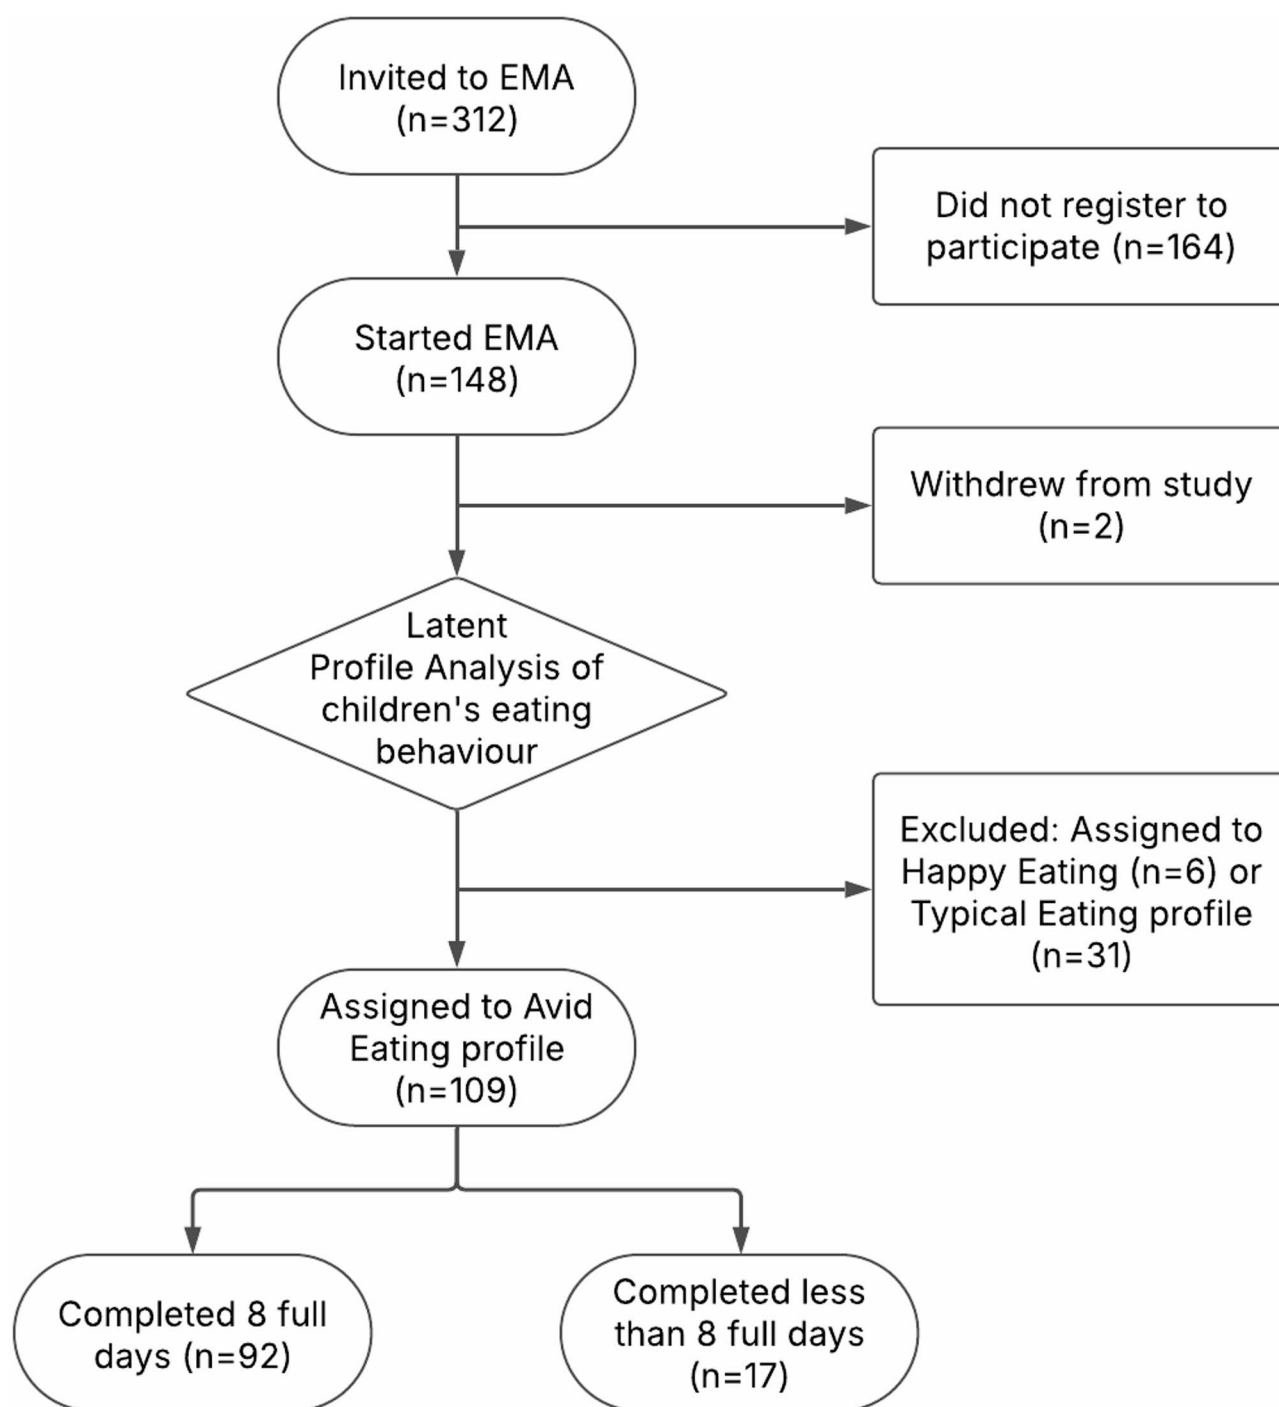 Invited to EMA
(n=312)
Did not register to
participate (n=164)
Started EMA
(n=148)
Withdrew from study
(n=2)
Latent
Profile Analysis of
children's eating
behaviour
Excluded: Assigned to
Happy Eating (n=6) or
Typical Eating profile
(n=31)
Assigned to Avid
Eating profile
(n=109)
Completed 8 full
days (n=92)
Completed less
than 8 full days
(n=17)